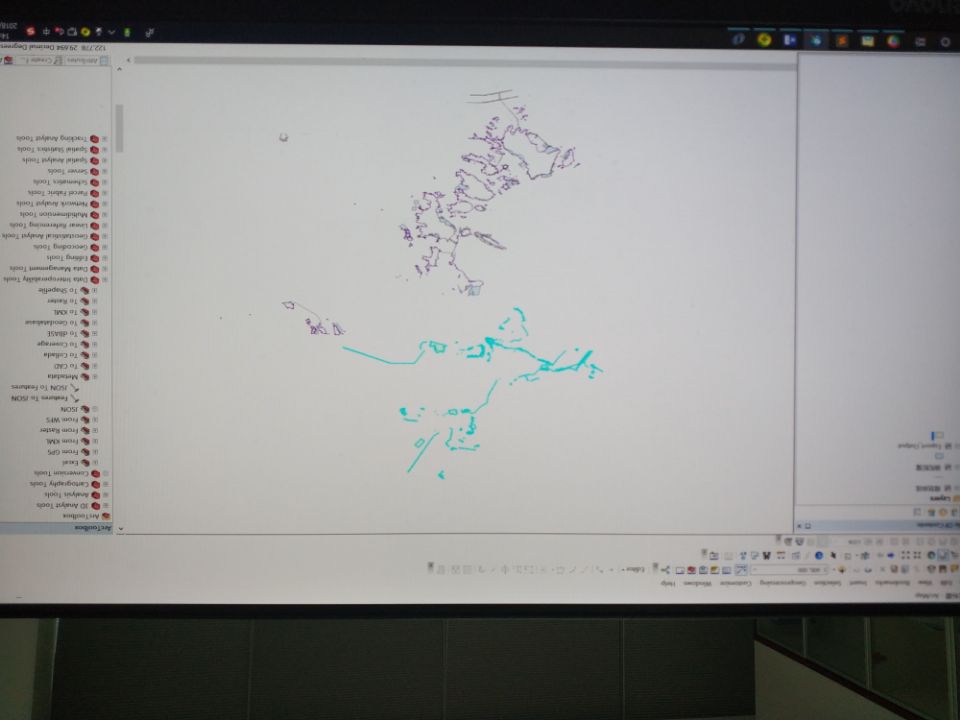 ArcMap
Edit View Bookmarks Insert Selection Geoprocessing Customize Windows Help
Editor
Of Contents
Layers
Export_Output
ArcToolbox
ArcToolbox
3D Analyst Tools
Analysis Tools
Cartography Tools
Conversion Tools
Excel
From GPS
From KML
From Raster
From WFS
JSON
Features To JSON
JSON To Features
Metadata
To CAD
To Collada
To Coverage
To dBASE
To Geodatabase
To KML
To Raster
To Shapefile
Data Interoperability Tools
Data Management Tools
Editing Tools
Geocoding Tools
Geostatistical Analyst Tools
Linear Referencing Tools
Multidimension Tools
Network Analyst Tools
Parcel Fabric Tools
Schematics Tools
Server Tools
Spatial Analyst Tools
Spatial Statistics Tools
Tracking Analyst Tools
Attributes Create F...
122.778 29.694 Decimal Degrees
中
2018
enovo